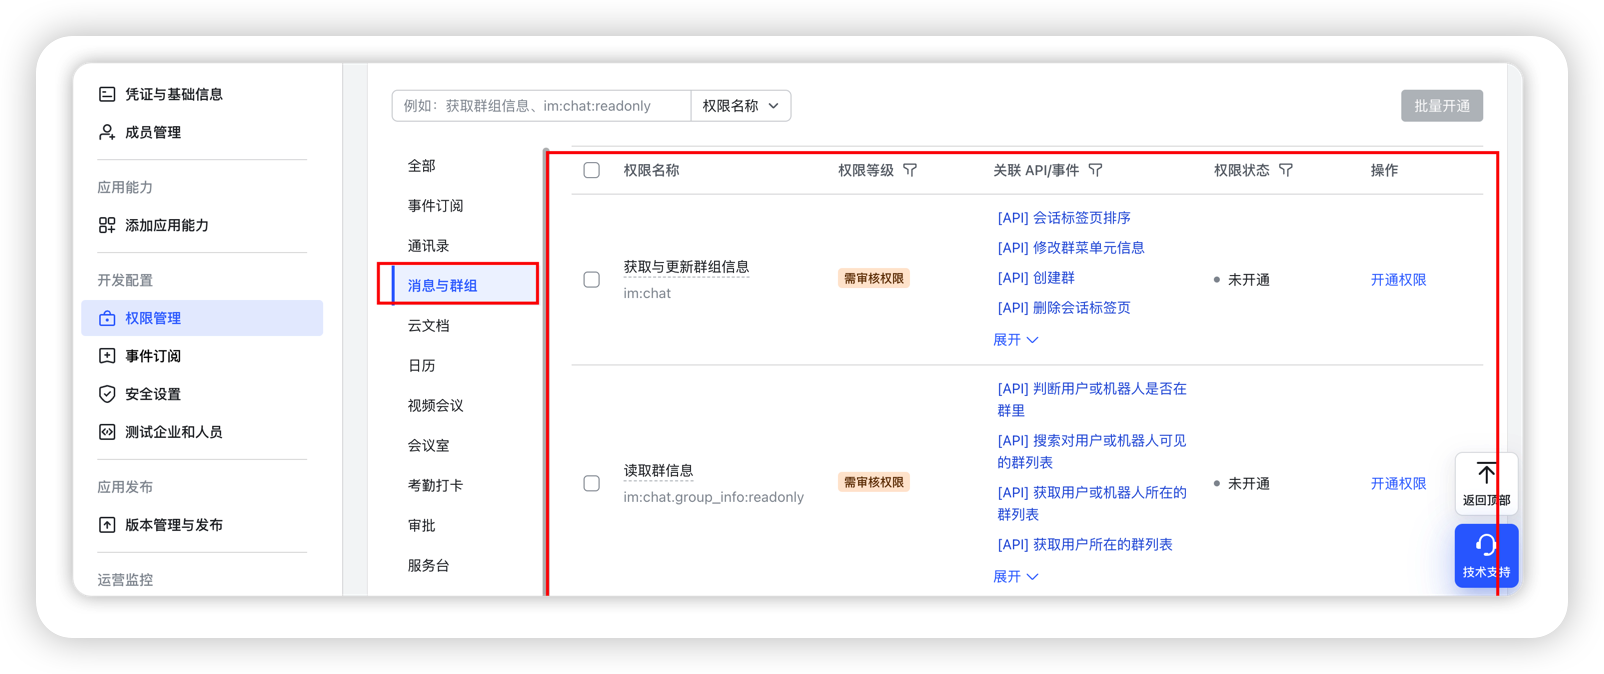 凭证与基础信息
成员管理
应用能力
添加应用能力
开发配置
权限管理
事件订阅
安全设置
测试企业和人员
应用发布
版本管理与发布
运营监控
例如：获取群组信息、im:chat:readonly
权限名称
批量开通
全部
事件订阅
通讯录
消息与群组
云文档
日历
视频会议
会议室
考勤打卡
审批
服务台
权限名称 权限等级 关联 API/事件 权限状态 操作
获取与更新群组信息
im:chat
需审核权限
[API] 会话标签页排序
[API] 修改群菜单元信息
[API] 创建群
[API] 删除会话标签页
展开
未开通
开通权限
读取群信息
im:chat.group_info:readonly
需审核权限
[API] 判断用户或机器人是否在
群里
[API] 搜索对用户或机器人可见
的群列表
[API] 获取用户或机器人所在的
群列表
[API] 获取用户所在的群列表
展开
未开通
开通权限
返回顶部
技术支持